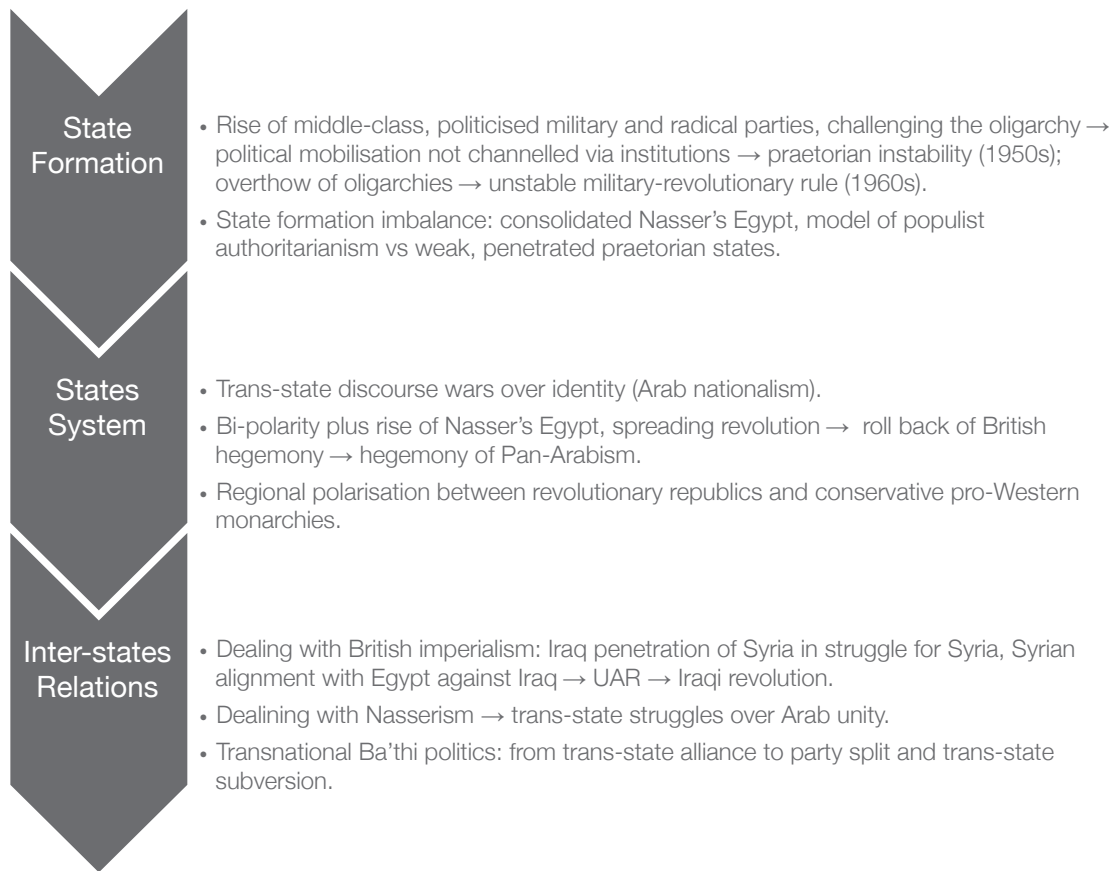 State
Formation
• Rise of middle-class, politicised military and radical parties, challenging the oligarchy →
political mobilisation not channelled via institutions → praetorian instability (1950s);
overthow of oligarchies → unstable military-revolutionary rule (1960s).
• State formation imbalance: consolidated Nasser’s Egypt, model of populist
authoritarianism vs weak, penetrated praetorian states.
States
System
• Trans-state discourse wars over identity (Arab nationalism).
• Bi-polarity plus rise of Nasser’s Egypt, spreading revolution → roll back of British
hegemony → hegemony of Pan-Arabism.
• Regional polarisation between revolutionary republics and conservative pro-Western
monarchies.
Inter-states
Relations
• Dealing with British imperialism: Iraq penetration of Syria in struggle for Syria, Syrian
alignment with Egypt against Iraq → UAR → Iraqi revolution.
• Dealining with Nasserism → trans-state struggles over Arab unity.
• Transnational Ba’thi politics: from trans-state alliance to party split and trans-state
subversion.